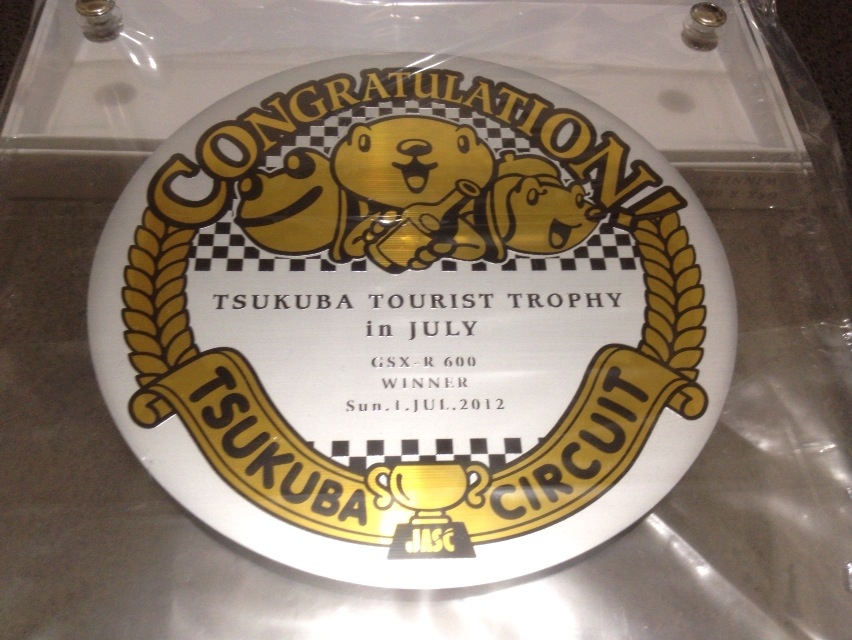 CONGRATULATION!
TSUKUBA TOURIST TROPHY
in JULY
GSX-R 600
WINNER
Sun.1.JUL.2012
TSUKUBA CIRCUIT
JASC